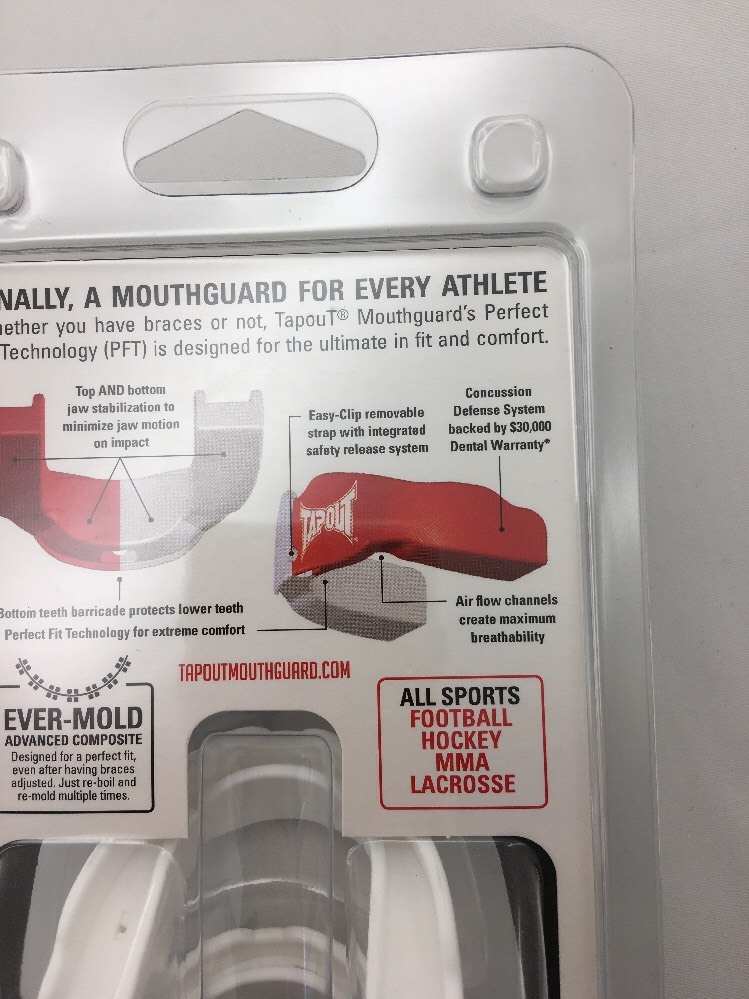 NALLY, A MOUTHGUARD FOR EVERY ATHLETE
hether you have braces or not, TapouT® Mouthguard's Perfect
Technology (PFT) is designed for the ultimate in fit and comfort.
Top AND bottom
jaw stabilization to
minimize jaw motion
on impact
Easy-Clip removable
strap with integrated
safety release system
Concussion
Defense System
backed by $30,000
Dental Warranty*
TAPOUT
Bottom teeth barricade protects lower teeth
Perfect Fit Technology for extreme comfort
Air flow channels
create maximum
breathability
TAPOUTMOUTHGUARD.COM
EVER-MOLD
ADVANCED COMPOSITE
Designed for a perfect fit,
even after having braces
adjusted. Just re-boil and
re-mold multiple times.
ALL SPORTS
FOOTBALL
HOCKEY
MMA
LACROSSE